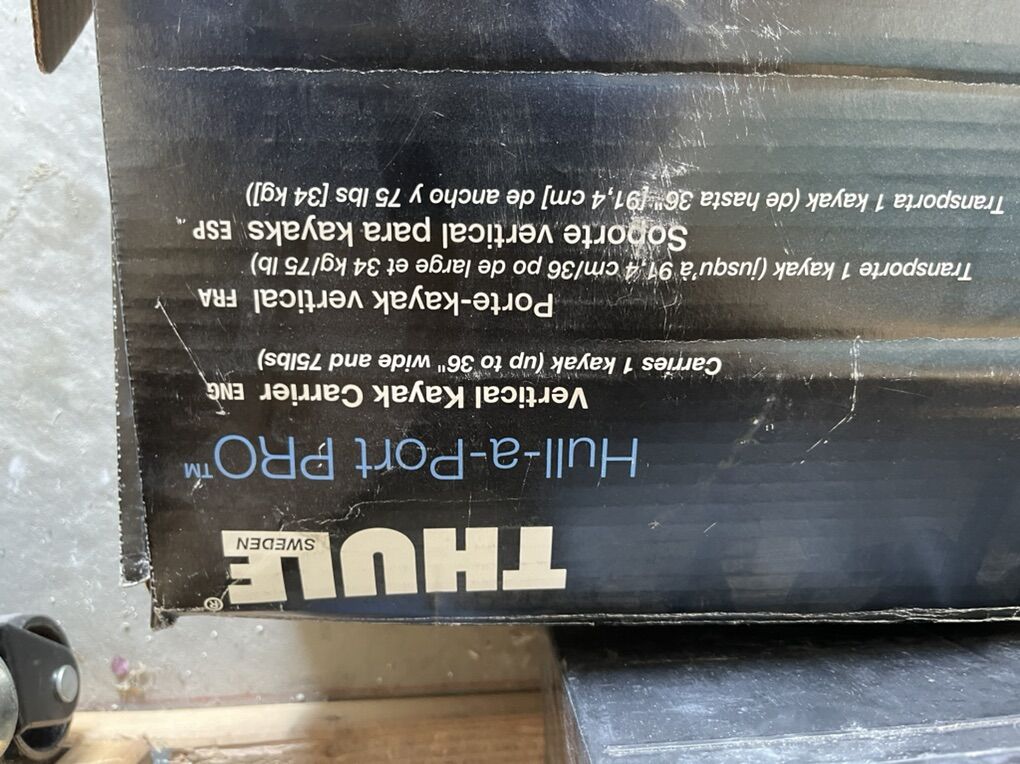 THULE®
SWEDEN
Hull-a-Port PRO™
Vertical Kayak Carrier ENG
Carries 1 kayak (up to 36" wide and 75lbs)
Porte-kayak vertical FRA
Transporte 1 kayak (jusqu'à 91,4 cm/36 po de large et 34 kg/75 lb)
Soporte vertical para kayaks ESP
Transporta 1 kayak (de hasta 36" [91,4 cm] de ancho y 75 lbs [34 kg])